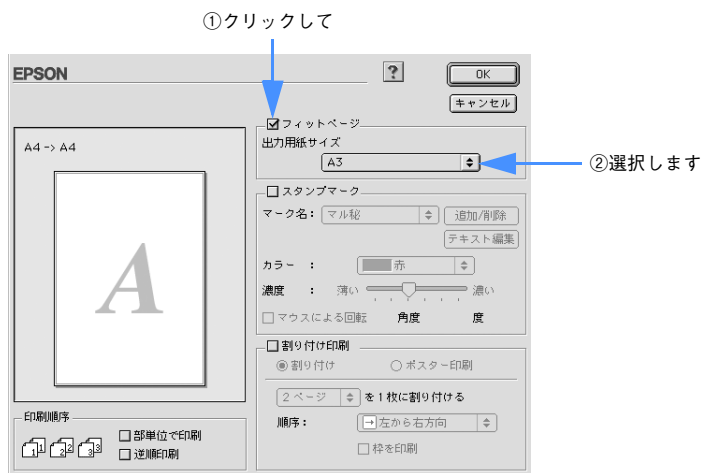 ①クリックして
EPSON
?
OK
キャンセル
A4 -> A4
A
フィットページ
出力用紙サイズ
A3
②選択します
スタンプマーク
マーク名： マル秘 追加/削除
テキスト編集
カラー ： 赤
濃度 ： 薄い 濃い
マウスによる回転 角度 度
割り付け印刷
割り付け ポスター印刷
2 ページ を 1 枚に割り付ける
順序： → 左から右方向
枠を印刷
印刷順序
1 1 2 2 3 3
部単位で印刷
逆順印刷